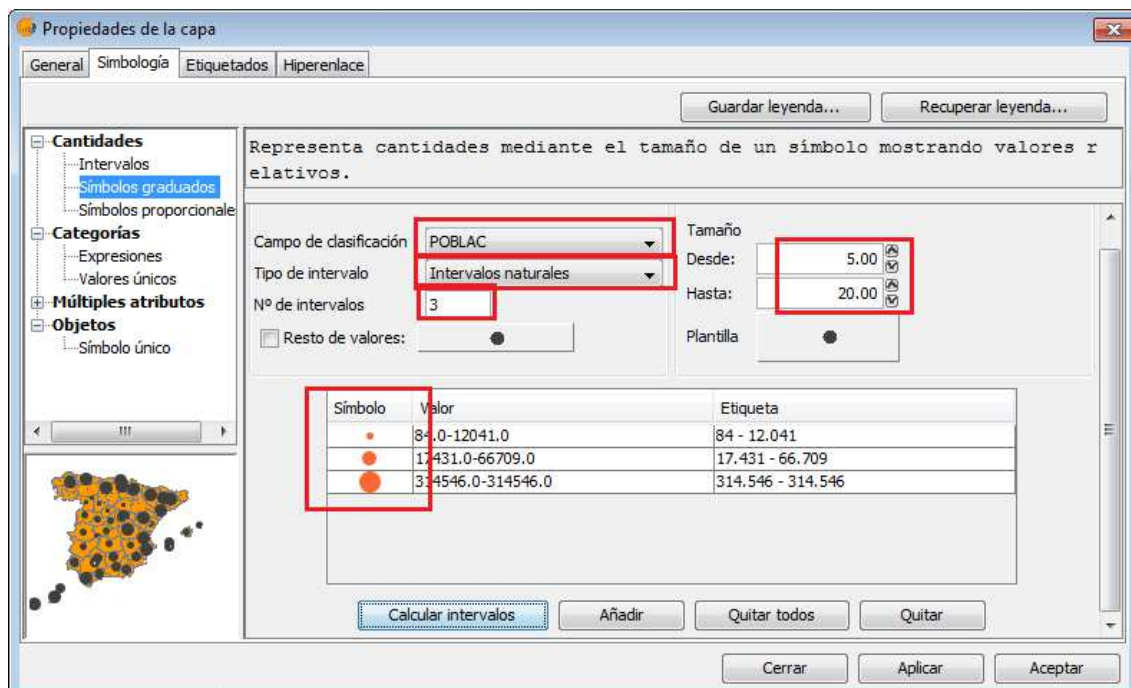 Propiedades de la capa
General Simbología Etiquetados Hiperenlace
Guardar leyenda... Recuperar leyenda...
Cantidades
Intervalos
Símbolos graduados
Símbolos proporcionale
Categorías
Expresiones
Valores únicos
Múltiples atributos
Objetos
Símbolo único
Representa cantidades mediante el tamaño de un símbolo mostrando valores r
elativos.
Campo de clasificación POBLAC
Tipo de intervalo Intervalos naturales
Nº de intervalos 3
Resto de valores:
Tamaño
Desde: 5.00
Hasta: 20.00
Plantilla
Símbolo Valor Etiqueta
84.0-12041.0 84 - 12.041
17431.0-66709.0 17.431 - 66.709
314546.0-314546.0 314.546 - 314.546
Calcular intervalos Añadir Quitar todos Quitar
Cerrar Aplicar Aceptar